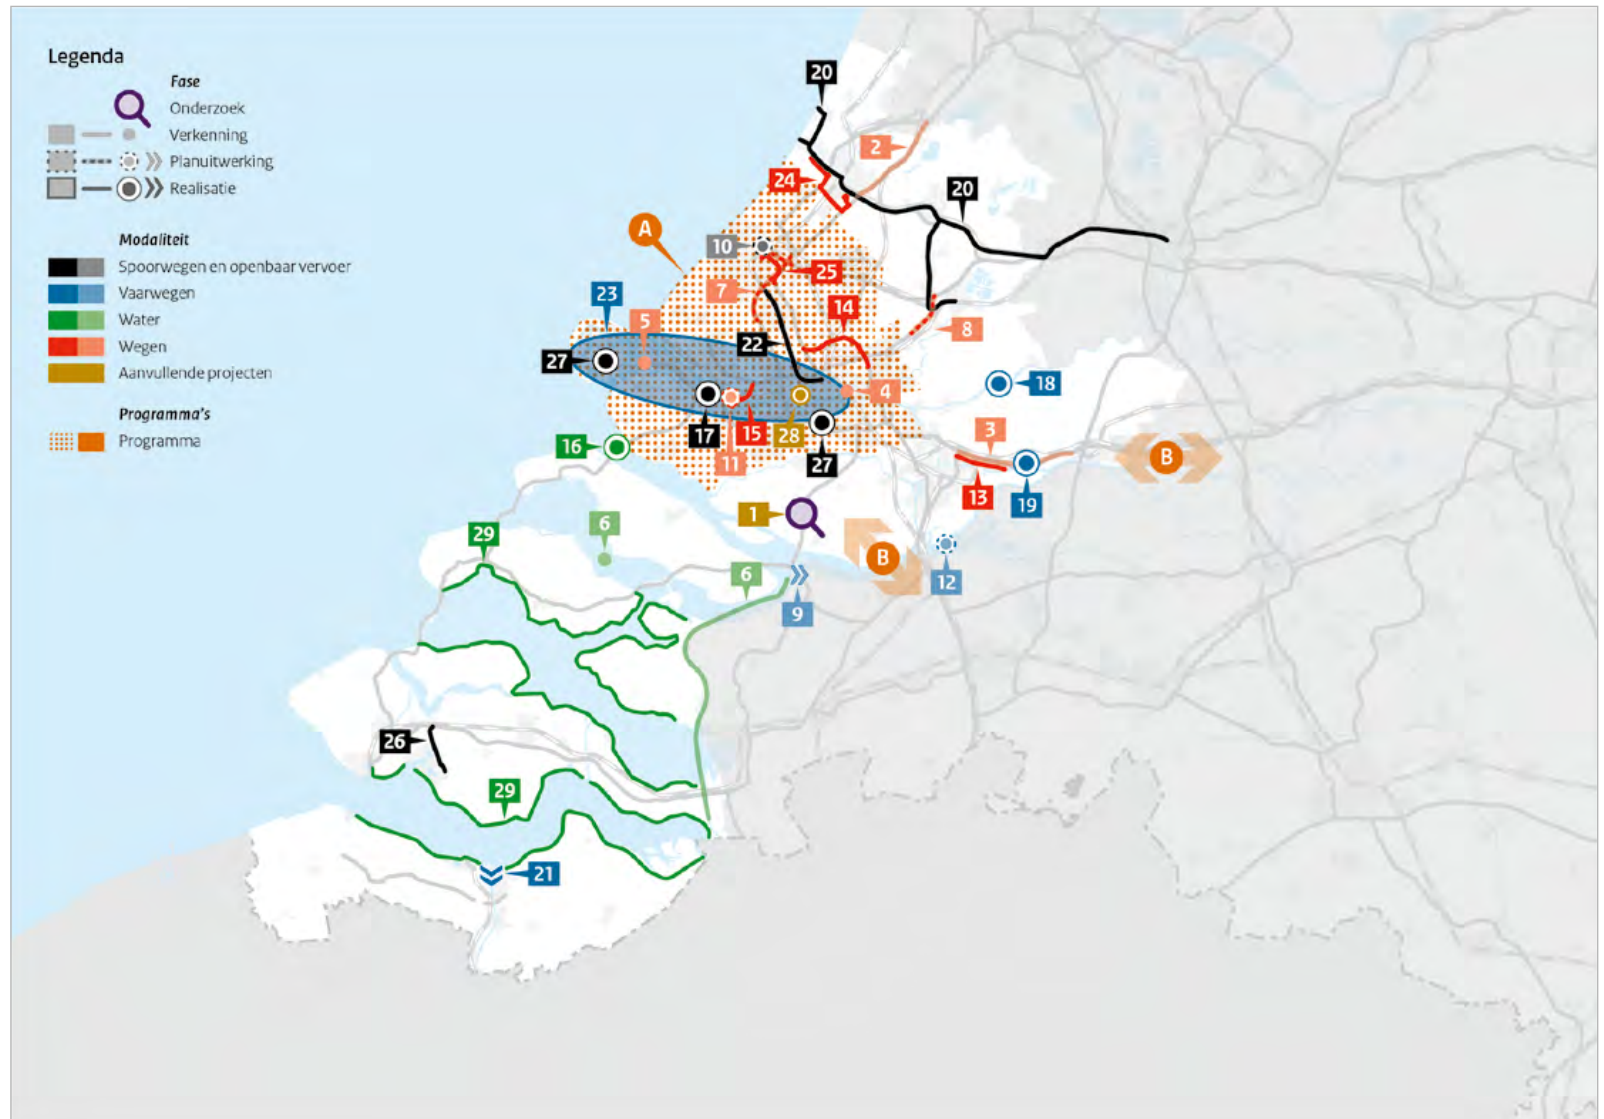 Legenda
Fase
Onderzoek
Verkenning
Planuitwerking
Realisatie
Modaliteit
Spoorwegen en openbaar vervoer
Vaarwegen
Water
Wegen
Aanvullende projecten
Programma's
Programma
20
2
24
20
A
10
25
7
23
5
14
8
22
27
18
4
17
15
28
3
16
11
27
B
13
19
1
6
29
B
6
12
9
26
29
21